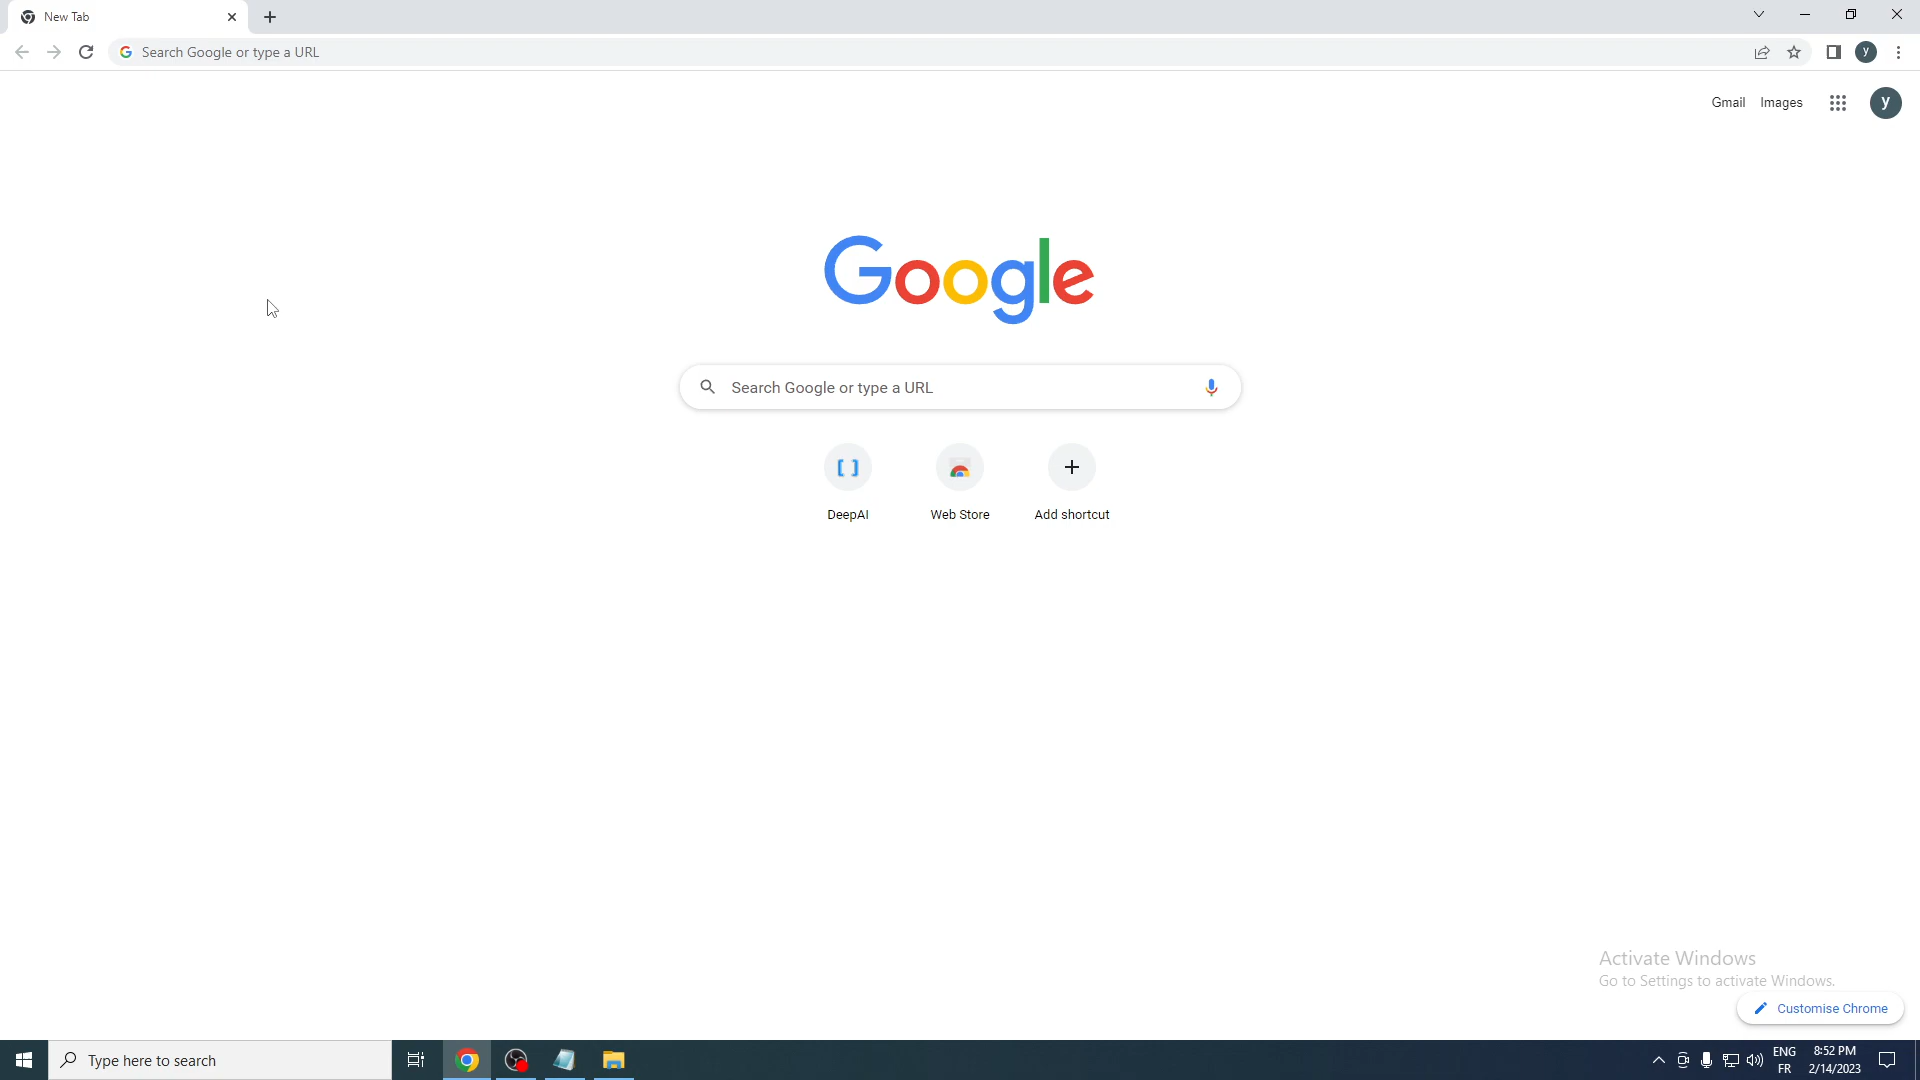 New Tab
Search Google or type a URL
y
Gmail Images y
Google
Search Google or type a URL
[ ]
DeepAI Web Store Add shortcut
Activate Windows
Go to Settings to activate Windows.
Customise Chrome
Type here to search
ENG 8:52 PM
FR 2/14/2023